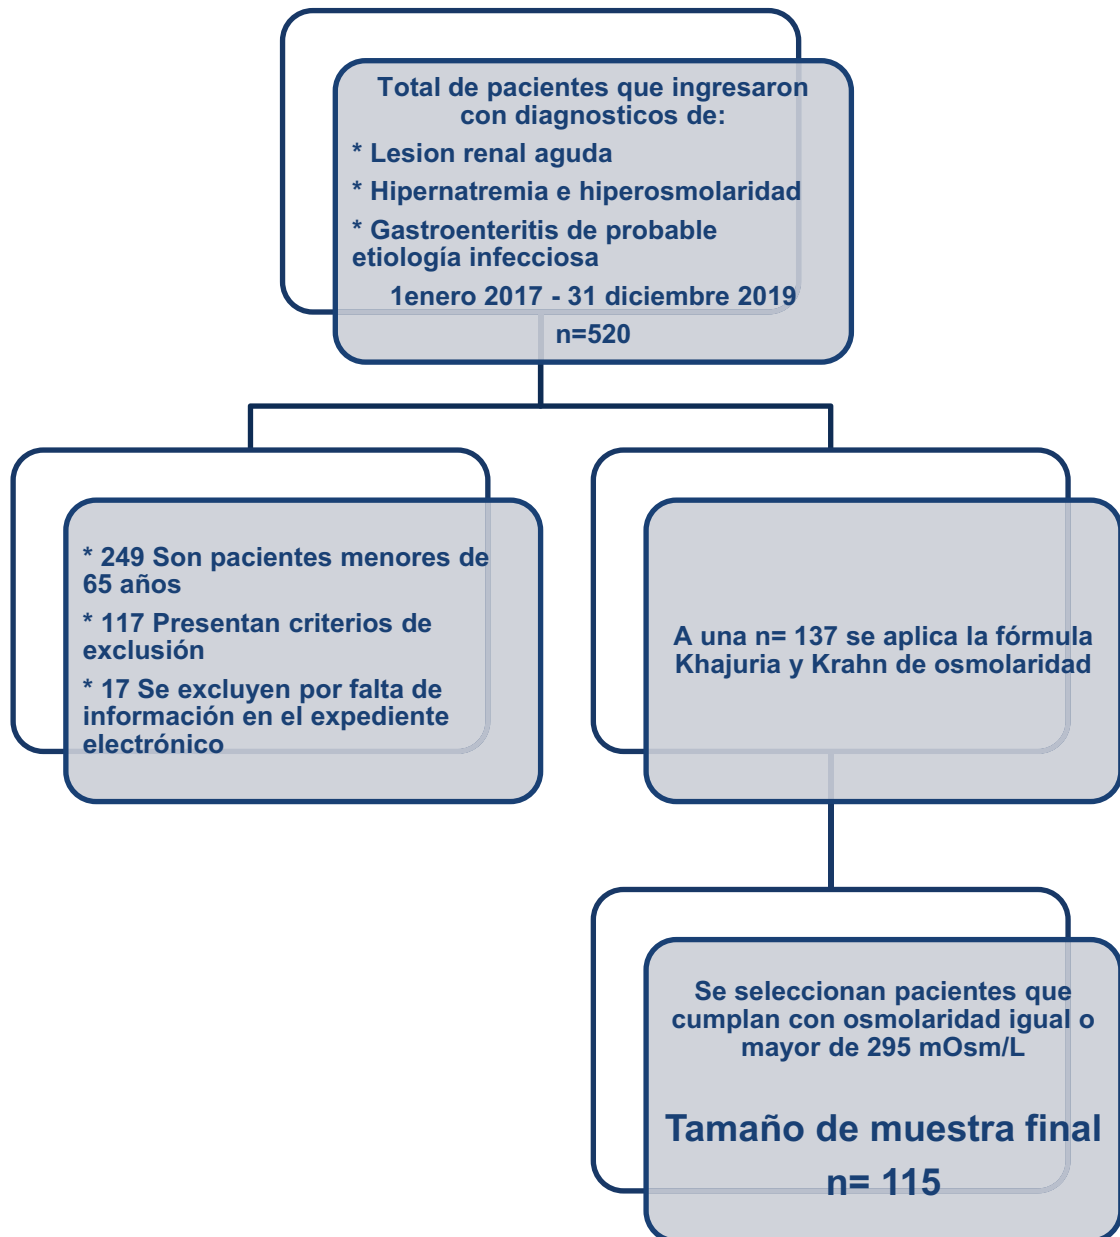 Total de pacientes que ingresaron
con diagnosticos de:
* Lesion renal aguda
* Hipernatremia e hiperosmolaridad
* Gastroenteritis de probable
etiología infecciosa
1enero 2017 - 31 diciembre 2019
n=520
* 249 Son pacientes menores de
65 años
* 117 Presentan criterios de
exclusión
* 17 Se excluyen por falta de
información en el expediente
electrónico
A una n= 137 se aplica la fórmula
Khajuria y Krahn de osmolaridad
Se seleccionan pacientes que
cumplan con osmolaridad igual o
mayor de 295 mOsm/L
Tamaño de muestra final
n= 115